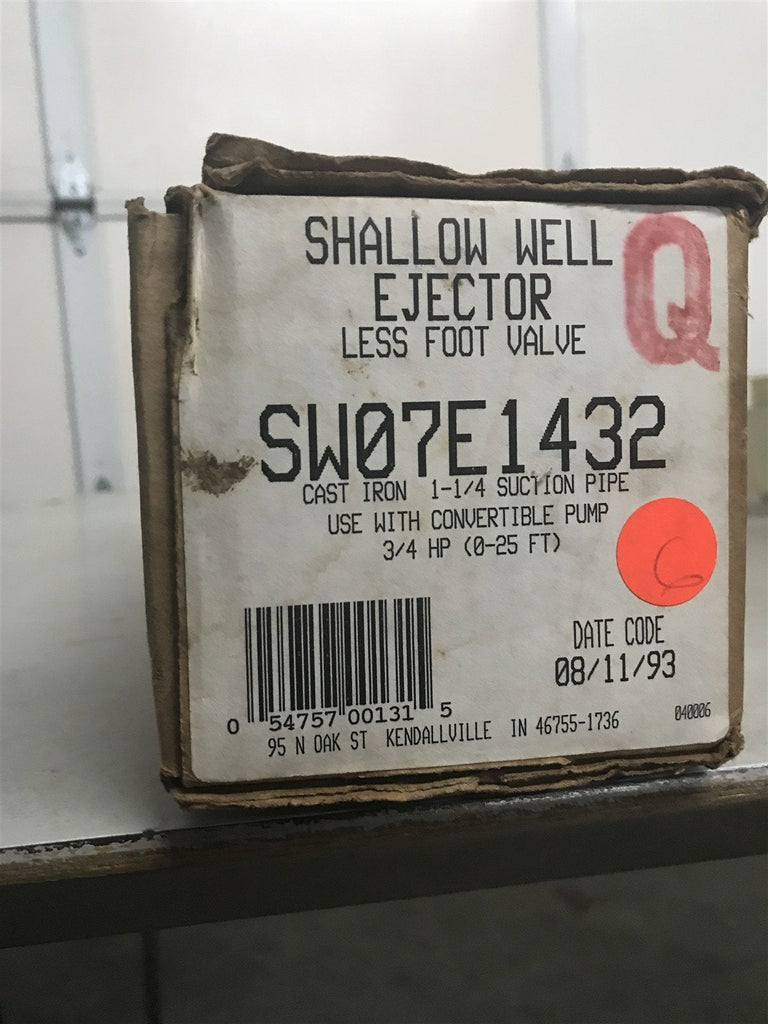 SHALLOW WELL
EJECTOR
LESS FOOT VALVE
Q
SW07E1432
CAST IRON 1-1/4 SUCTION PIPE
USE WITH CONVERTIBLE PUMP
3/4 HP (0-25 FT)
6
DATE CODE
08/11/93
0 54757 00131 5
95 N OAK ST KENDALLVILLE IN 46755-1736
040006